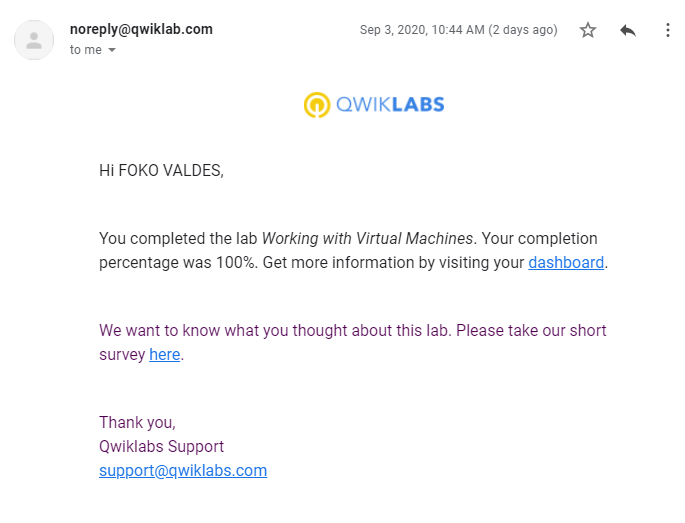 noreply@qwiklab.com
Sep 3, 2020, 10:44 AM (2 days ago)
to me
QWIKLABS
Hi FOKO VALDES,
You completed the lab Working with Virtual Machines. Your completion
percentage was 100%. Get more information by visiting your dashboard.
We want to know what you thought about this lab. Please take our short
survey here.
Thank you,
Qwiklabs Support
support@qwiklabs.com